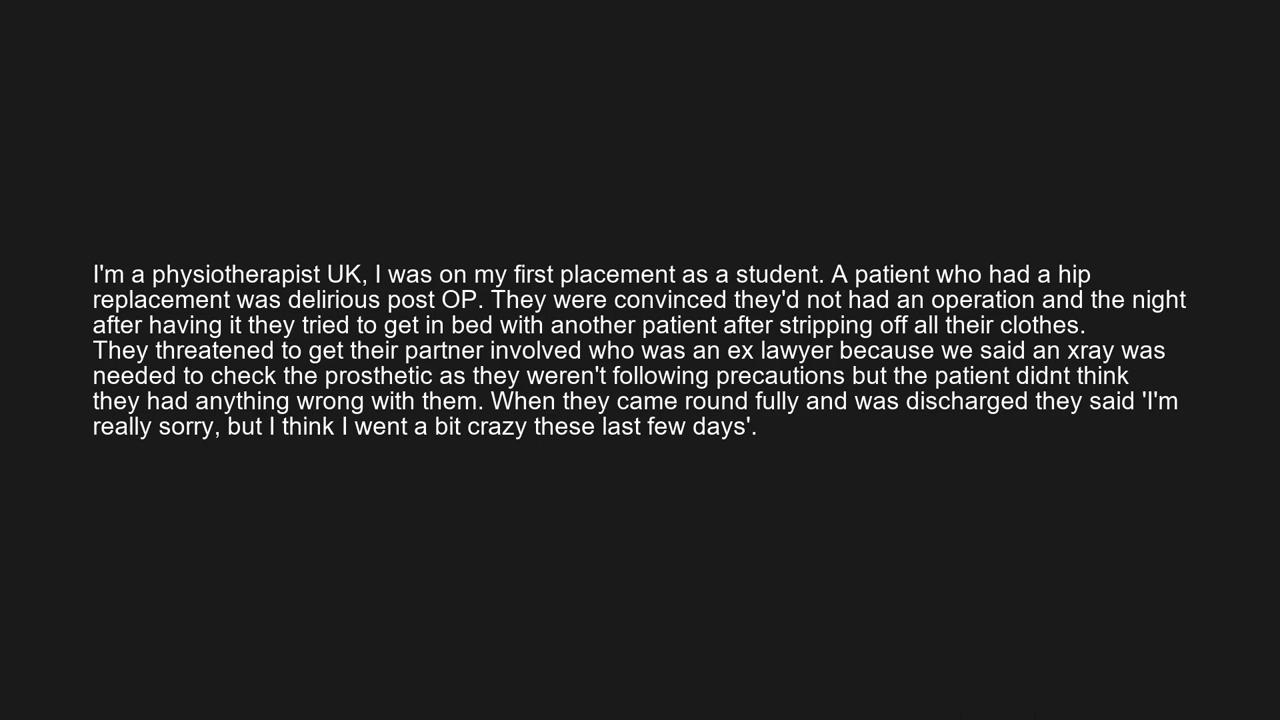 I'm a physiotherapist UK, I was on my first placement as a student. A patient who had a hip
replacement was delirious post OP. They were convinced they'd not had an operation and the night
after having it they tried to get in bed with another patient after stripping off all their clothes.
They threatened to get their partner involved who was an ex lawyer because we said an xray was
needed to check the prosthetic as they weren't following precautions but the patient didnt think
they had anything wrong with them. When they came round fully and was discharged they said 'I'm
really sorry, but I think I went a bit crazy these last few days'.